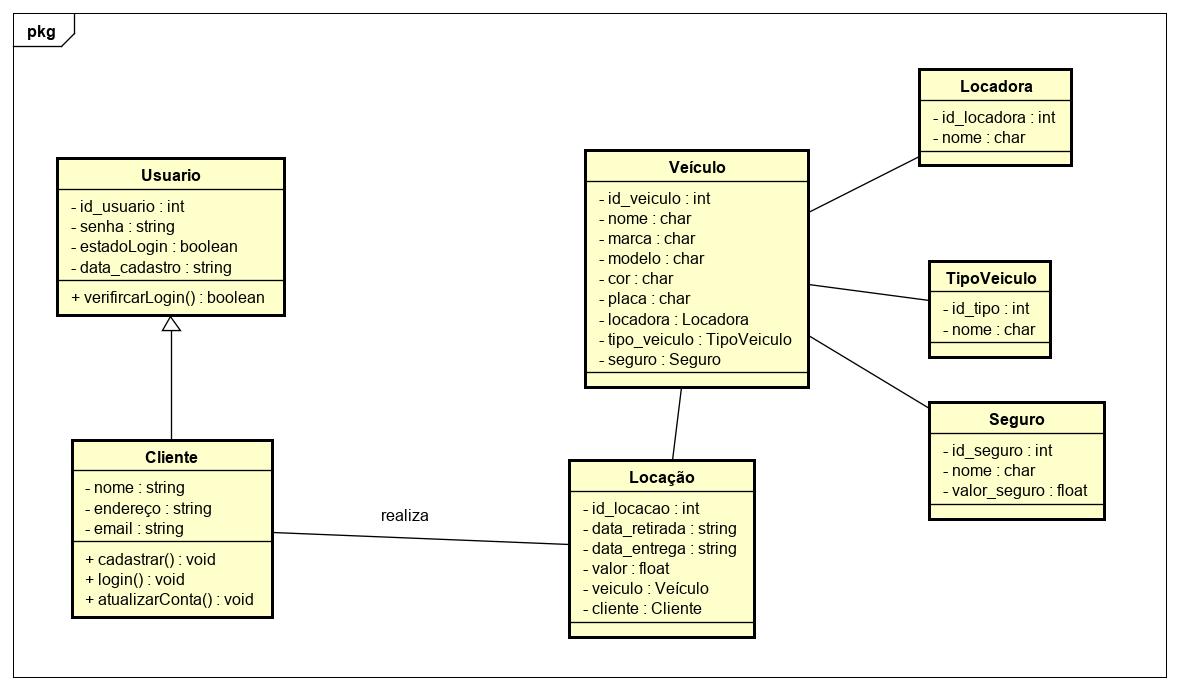 pkg
Usuario
- id_usuario : int
- senha : string
- estadoLogin : boolean
- data_cadastro : string
+ verifircarLogin() : boolean
Cliente
- nome : string
- endereço : string
- email : string
+ cadastrar() : void
+ login() : void
+ atualizarConta() : void
realiza
Veículo
- id_veiculo : int
- nome : char
- marca : char
- modelo : char
- cor : char
- placa : char
- locadora : Locadora
- tipo_veiculo : TipoVeiculo
- seguro : Seguro
Locação
- id_locacao : int
- data_retirada : string
- data_entrega : string
- valor : float
- veiculo : Veículo
- cliente : Cliente
Locadora
- id_locadora : int
- nome : char
TipoVeiculo
- id_tipo : int
- nome : char
Seguro
- id_seguro : int
- nome : char
- valor_seguro : float